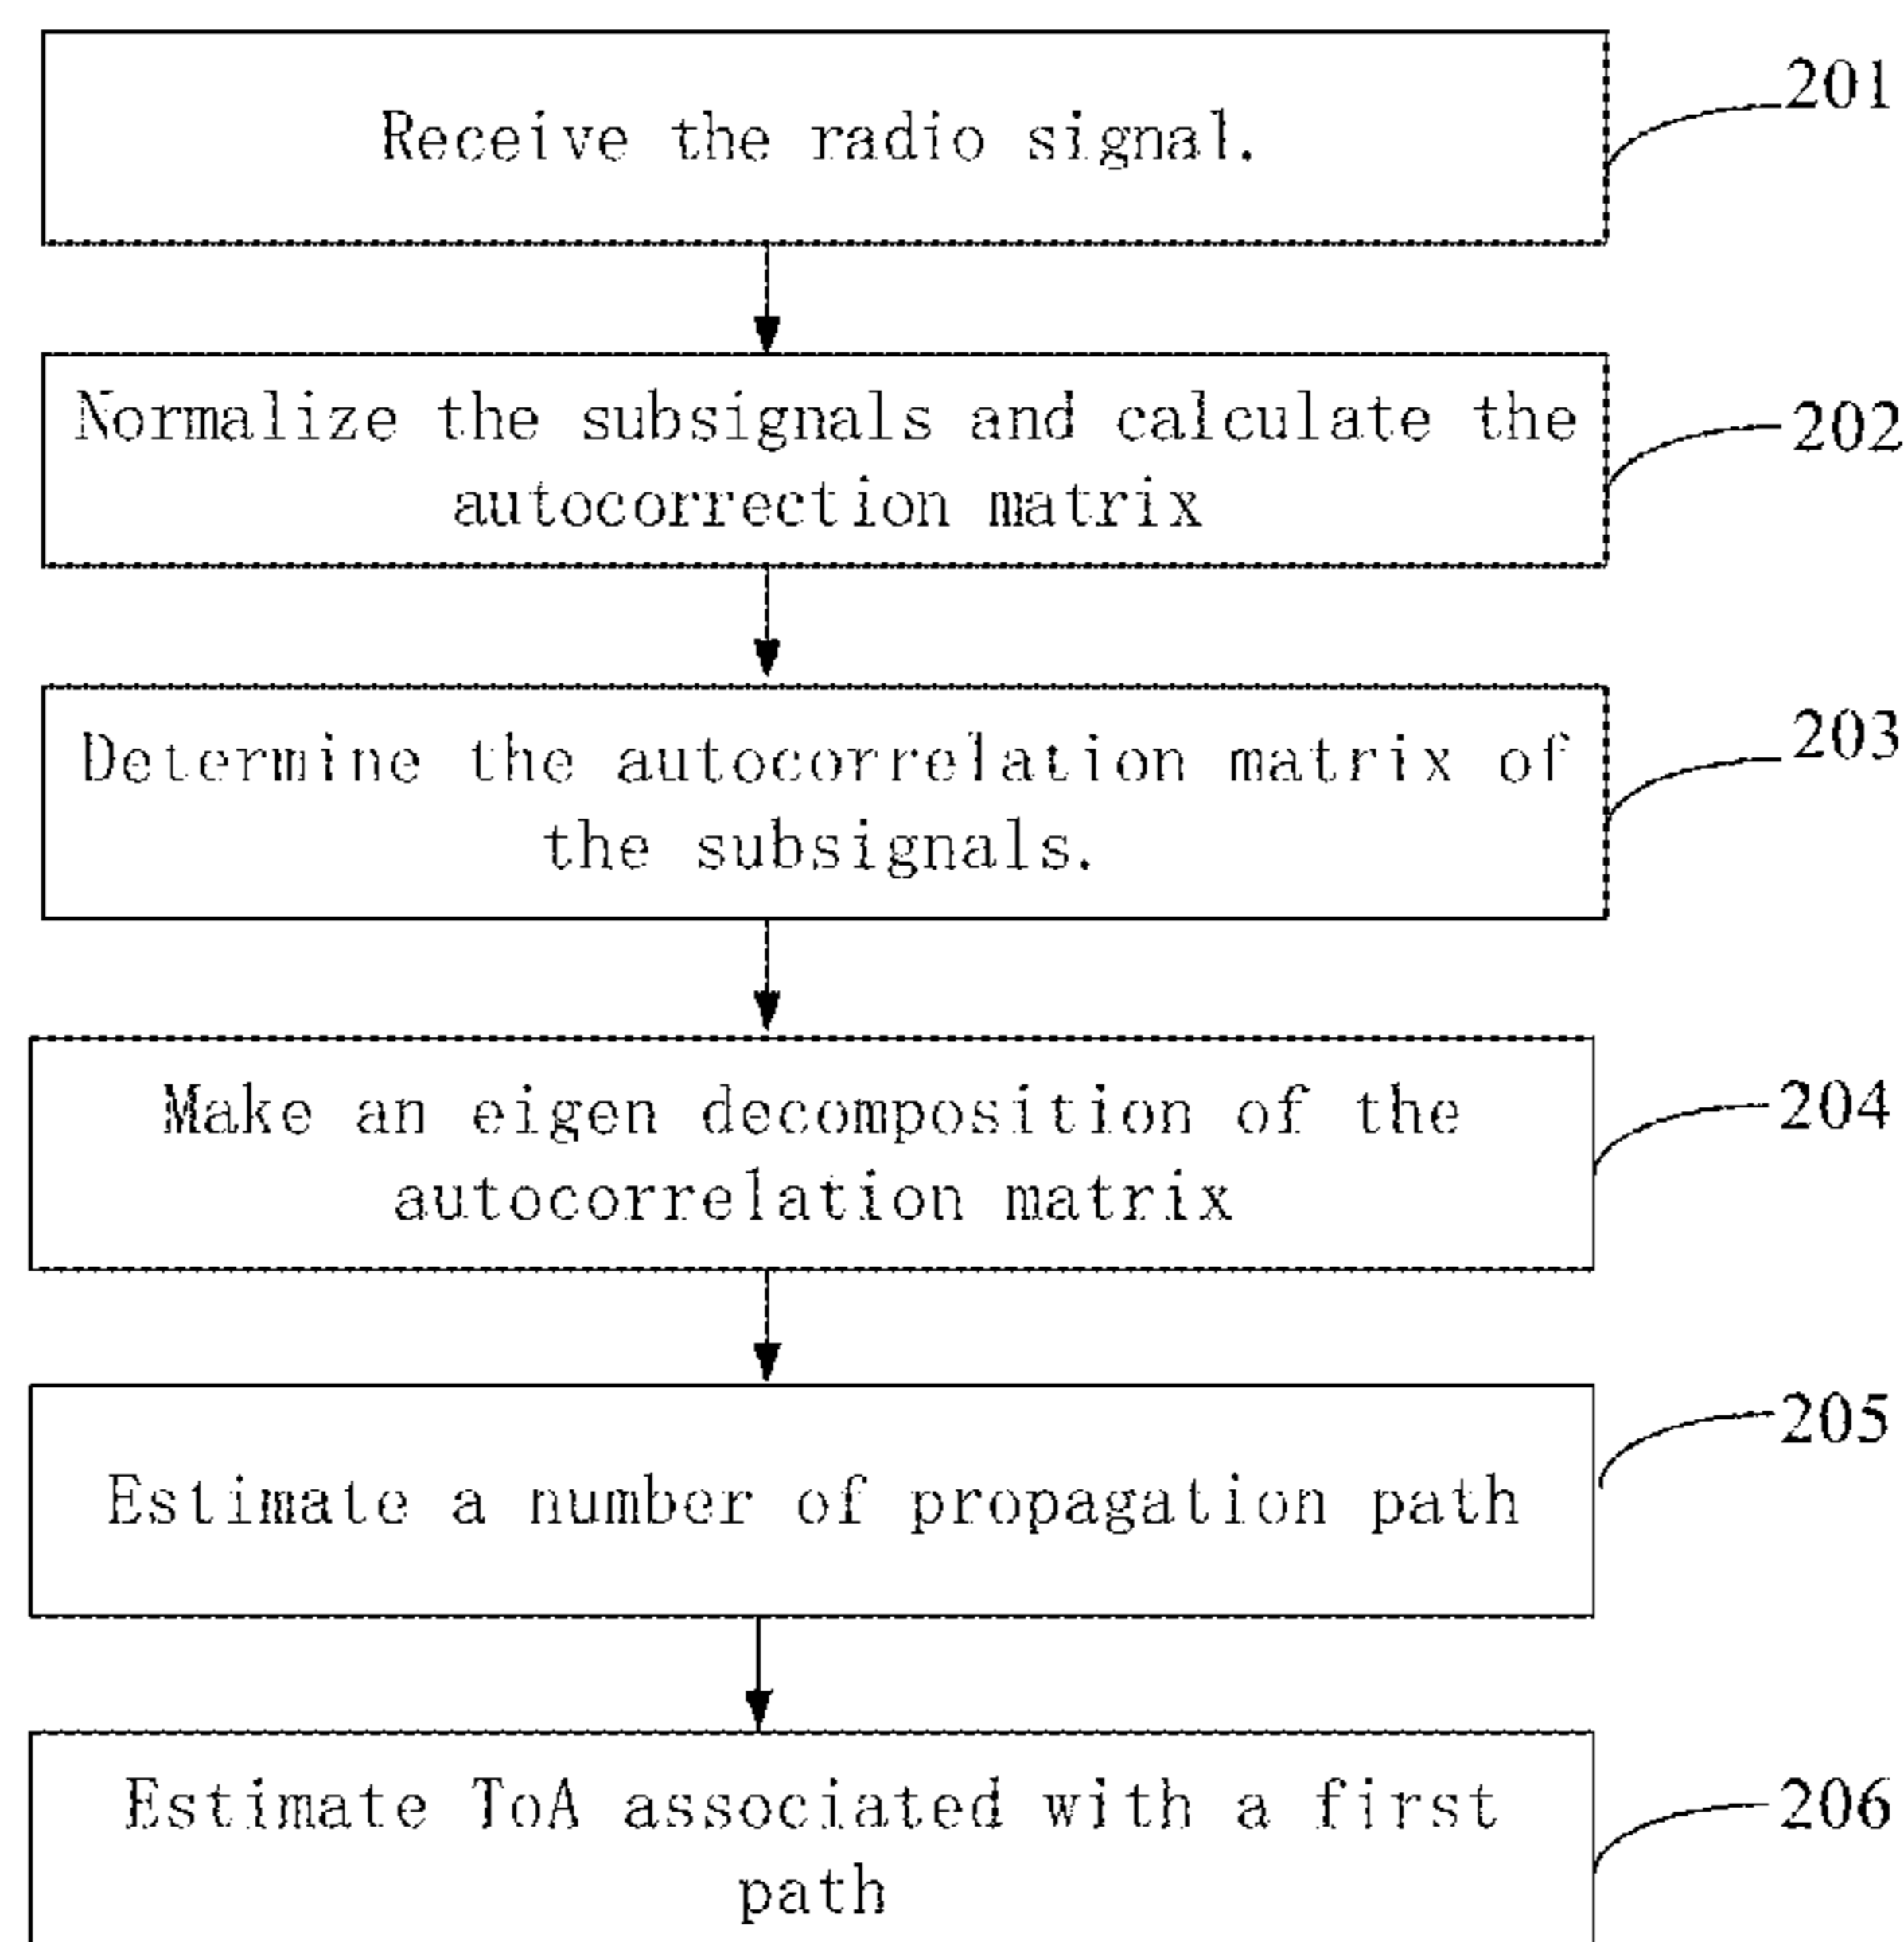 Receive the radio signal.
201
Normalize the subsignals and calculate the
autocorrection matrix
202
Determine the autocorrelation matrix of
the subsignals.
203
Make an eigen decomposition of the
autocorrelation matrix
204
Estimate a number of propagation path
205
Estimate ToA associated with a first
path
206